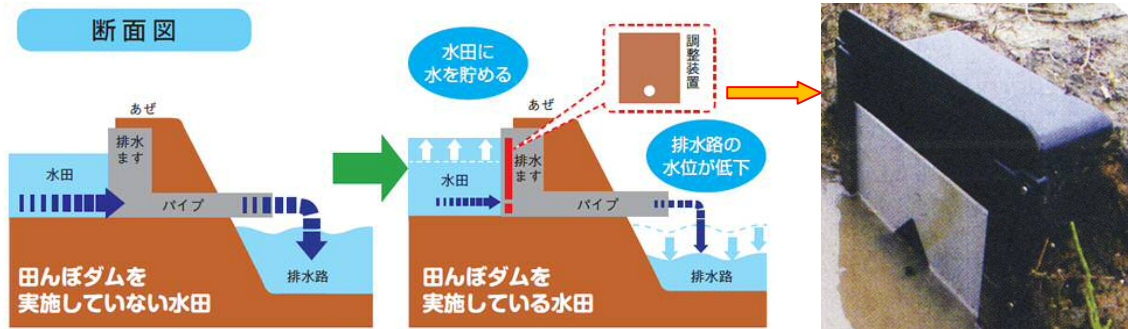 断面図
あぜ
排水
ます
水田
パイプ
排水路
田んぼダムを
実施していない水田
水田に
水を貯める
調整装置
あぜ
排水
ます
排水路の
水位が低下
水田
パイプ
排水路
田んぼダムを
実施している水田